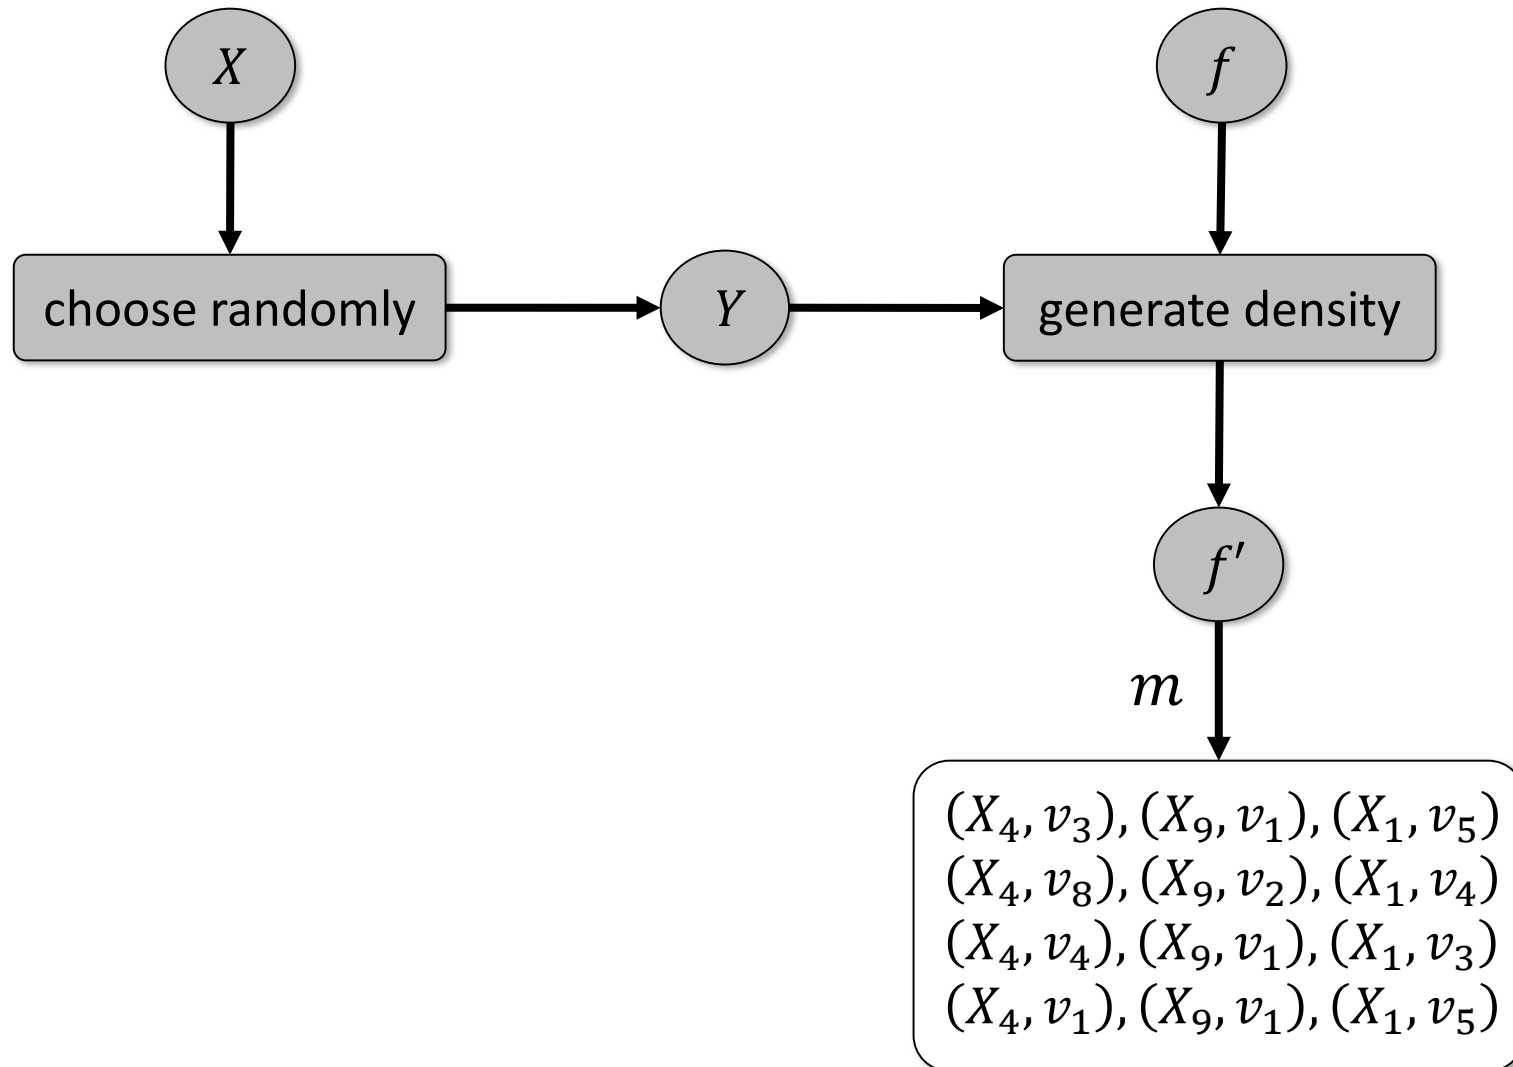 X
f
choose randomly
Y
generate density
f′
m
(X₄, v₃), (X₉, v₁), (X₁, v₅)
(X₄, v₈), (X₉, v₂), (X₁, v₄)
(X₄, v₄), (X₉, v₁), (X₁, v₃)
(X₄, v₁), (X₉, v₁), (X₁, v₅)